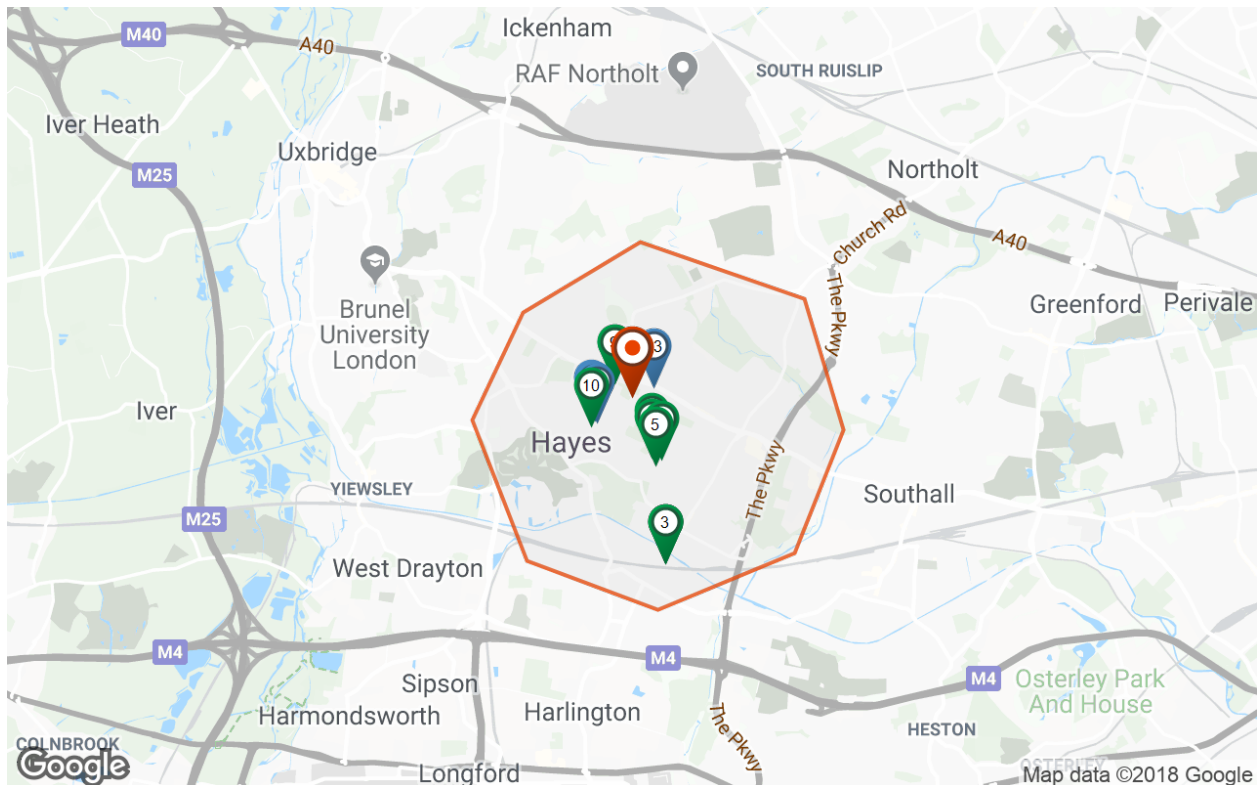 Ickenham
M40
A40
RAF Northolt
SOUTH RUISLIP
Iver Heath
Uxbridge
M25
Northolt
Church Rd
A40
The Pkwy
Brunel
University
London
Greenford
Perivale
3
10
Iver
5
Hayes
The Pkwy
YIEWSLEY
Southall
M25
3
West Drayton
M4
M4
M4
Sipson
Osterley Park
And House
Harmondsworth
Harlington
The Pkwy
HESTON
COLNBROOK
Google
Longford
OSTERLEY
Map data ©2018 Google